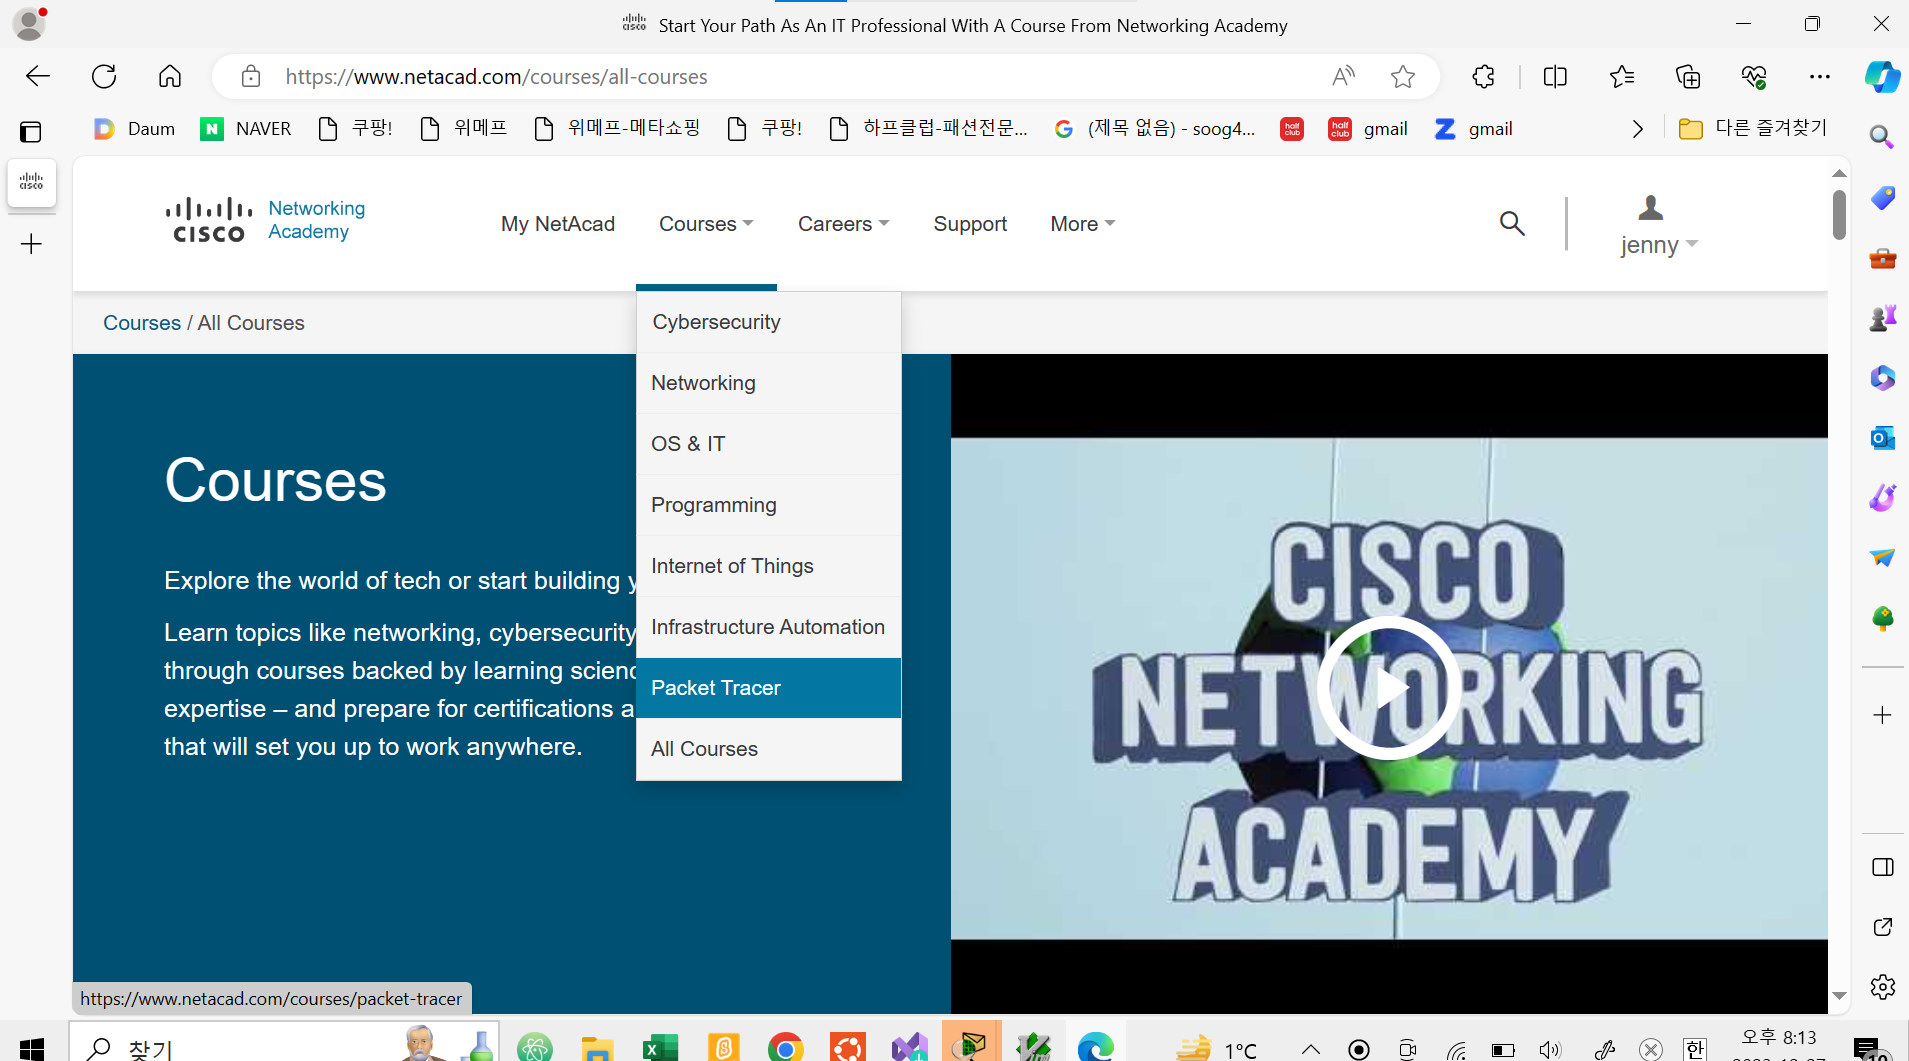 Start Your Path As An IT Professional With A Course From Networking Academy
https://www.netacad.com/courses/all-courses
Daum
NAVER
쿠팡!
위메프
위메프-메타쇼핑
쿠팡!
하프클럽-패션전문...
(제목 없음) - soog4...
gmail
gmail
다른 즐겨찾기
CISCO
Networking
Academy
My NetAcad
Courses
Careers
Support
More
jenny
Courses / All Courses
Cybersecurity
Networking
OS & IT
Programming
Internet of Things
Infrastructure Automation
Packet Tracer
All Courses
Courses
Explore the world of tech or start building
Learn topics like networking, cybersecurity
through courses backed by learning scienc
expertise – and prepare for certifications a
that will set you up to work anywhere.
CISCO
NETWORKING
ACADEMY
https://www.netacad.com/courses/packet-tracer
찾기
1°C
한
오후 8:13